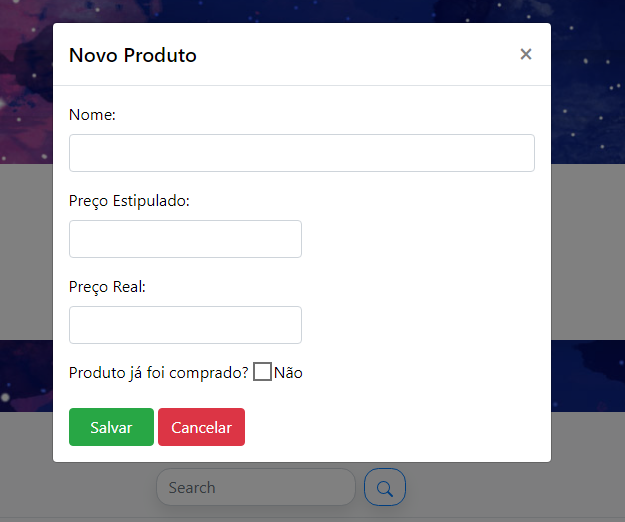 Novo Produto ×
Nome:
Preço Estipulado:
Preço Real:
Produto já foi comprado? Não
Salvar Cancelar
Search